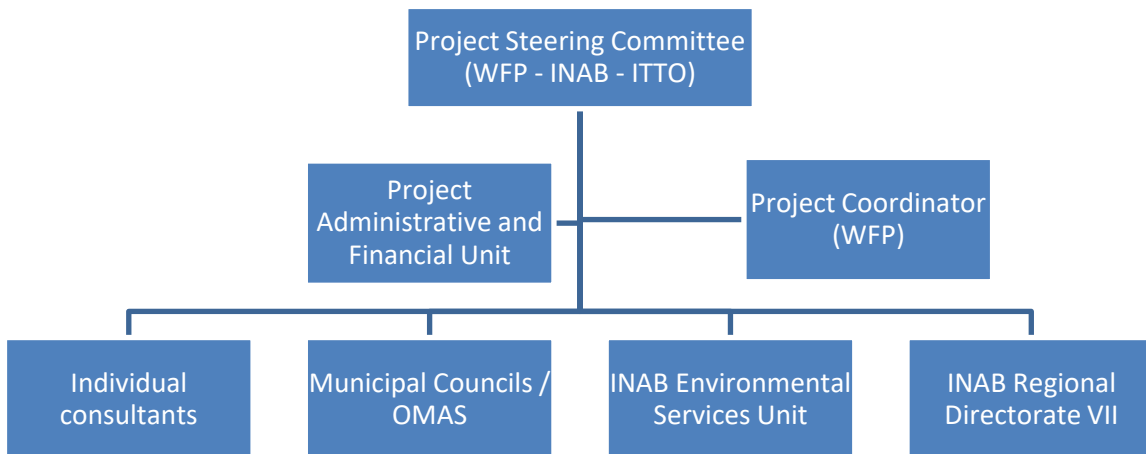 Project Steering Committee
(WFP - INAB - ITTO)
Project
Administrative and
Financial Unit
Project Coordinator
(WFP)
Individual
consultants
Municipal Councils /
OMAS
INAB Environmental
Services Unit
INAB Regional
Directorate VII